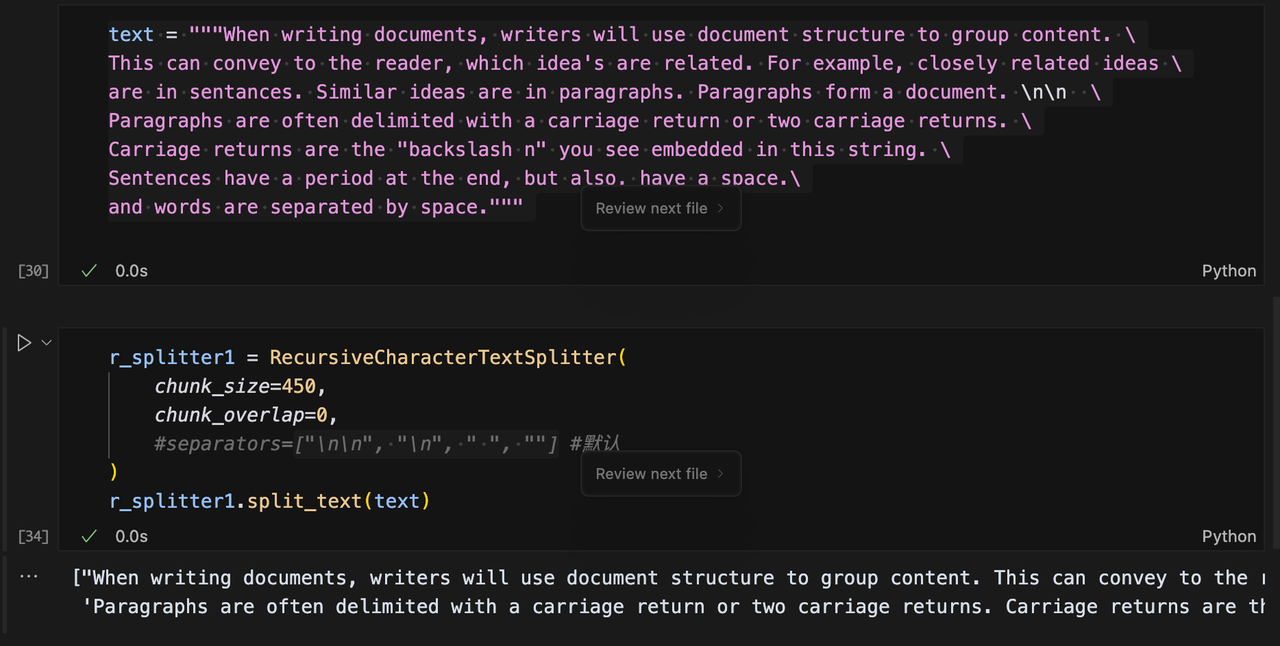 text = """When writing documents, writers will use document structure to group content. \
This can convey to the reader, which idea's are related. For example, closely related ideas \
are in sentances. Similar ideas are in paragraphs. Paragraphs form a document. \n\n  \
Paragraphs are often delimited with a carriage return or two carriage returns. \
Carriage returns are the "backslash n" you see embedded in this string. \
Sentences have a period at the end, but also, have a space.\
and words are separated by space."""
Review next file
[30] 0.0s Python
r_splitter1 = RecursiveCharacterTextSplitter(
    chunk_size=450,
    chunk_overlap=0,
    #separators=["\n\n", "\n", " ", ""] #默认
)
Review next file
r_splitter1.split_text(text)
[34] 0.0s Python
["When writing documents, writers will use document structure to group content. This can convey to the
'Paragraphs are often delimited with a carriage return or two carriage returns. Carriage returns are